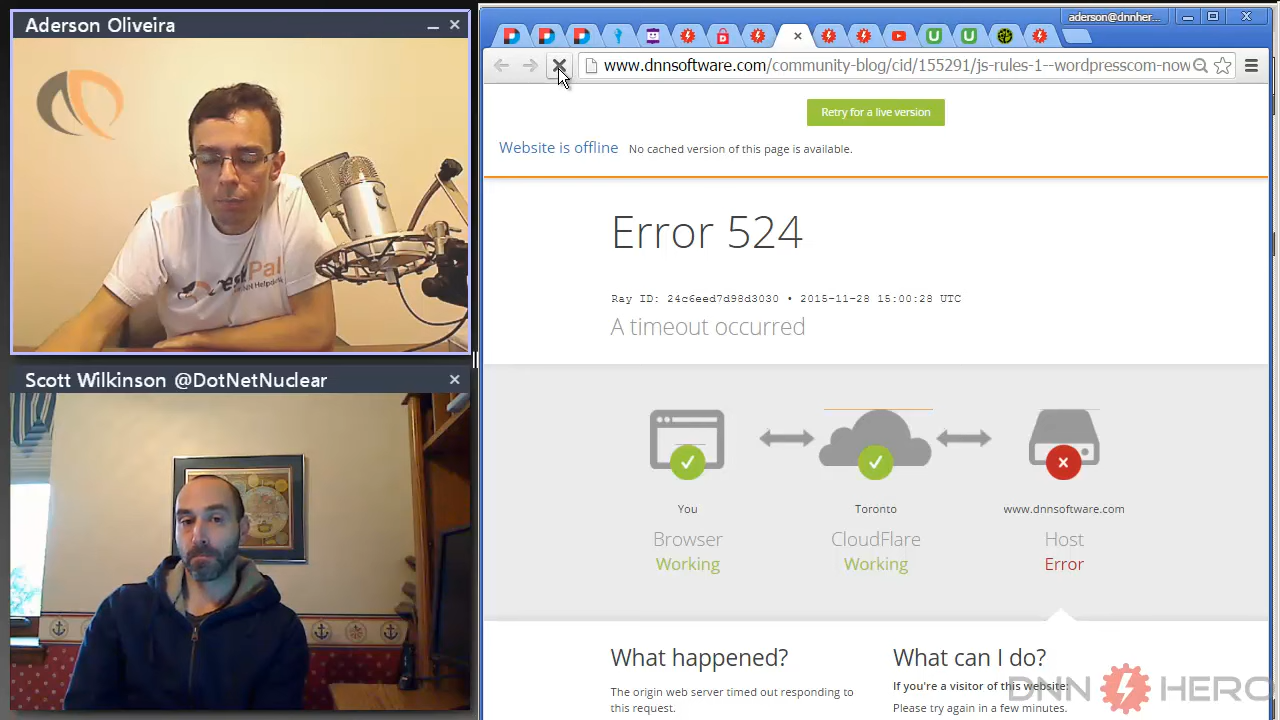 Aderson Oliveira
Scott Wilkinson @DotNetNuclear
aderson@dnnher...
www.dnnsoftware.com/community-blog/cid/155291/js-rules-1--wordpresscom-now
Retry for a live version
Website is offline No cached version of this page is available.
Error 524
Ray ID: 24c6eed7d98d3030 • 2015-11-28 15:00:28 UTC
A timeout occurred
You
Browser
Working
Toronto
CloudFlare
Working
www.dnnsoftware.com
Host
Error
What happened?
The origin web server timed out responding to
this request.
What can I do?
If you're a visitor of this website:
Please try again in a few minutes.
DNN HERO